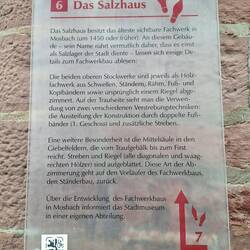 6 Das Salzhaus
Das Salzhaus besitzt das älteste sichtbare Fachwerk in
Mosbach (um 1450 oder früher). An diesem Gebäu-
de – sein Name rührt vermutlich daher, dass es einst
als Salzlager der Stadt diente – lassen sich einige De-
tails zum Fachwerkbau ablesen.
Die beiden oberen Stockwerke sind jeweils als Holz-
fachwerk aus Schwellen, Ständern, Rähm, Fuß- und
Kopfbändern sowie ursprünglich einem Riegel abge-
zimmert. Auf der Traufseite sieht man die Verwen-
dung von zwei verschiedenen Verstrebungstechniken:
die Aussteifung der Konstruktion durch doppelte Fuß-
bänder (1. Geschoss) und zusätzliche Streben.
Eine weitere Besonderheit ist die Mittelsäule in den
Giebelfeldern, die vom Traufgebälk bis zum First
reicht. Streben und Riegel (alle diagonalen und waag-
rechten Hölzer) sind aufgeblattet. Diese Art der Ab-
zimmerung geht auf den Vorläufer des Fachwerkbaus,
den Ständerbau, zurück.
Über die Entwicklung des Fachwerkbaus
in Mosbach informiert das Stadtmuseum
in einer eigenen Abteilung.
7